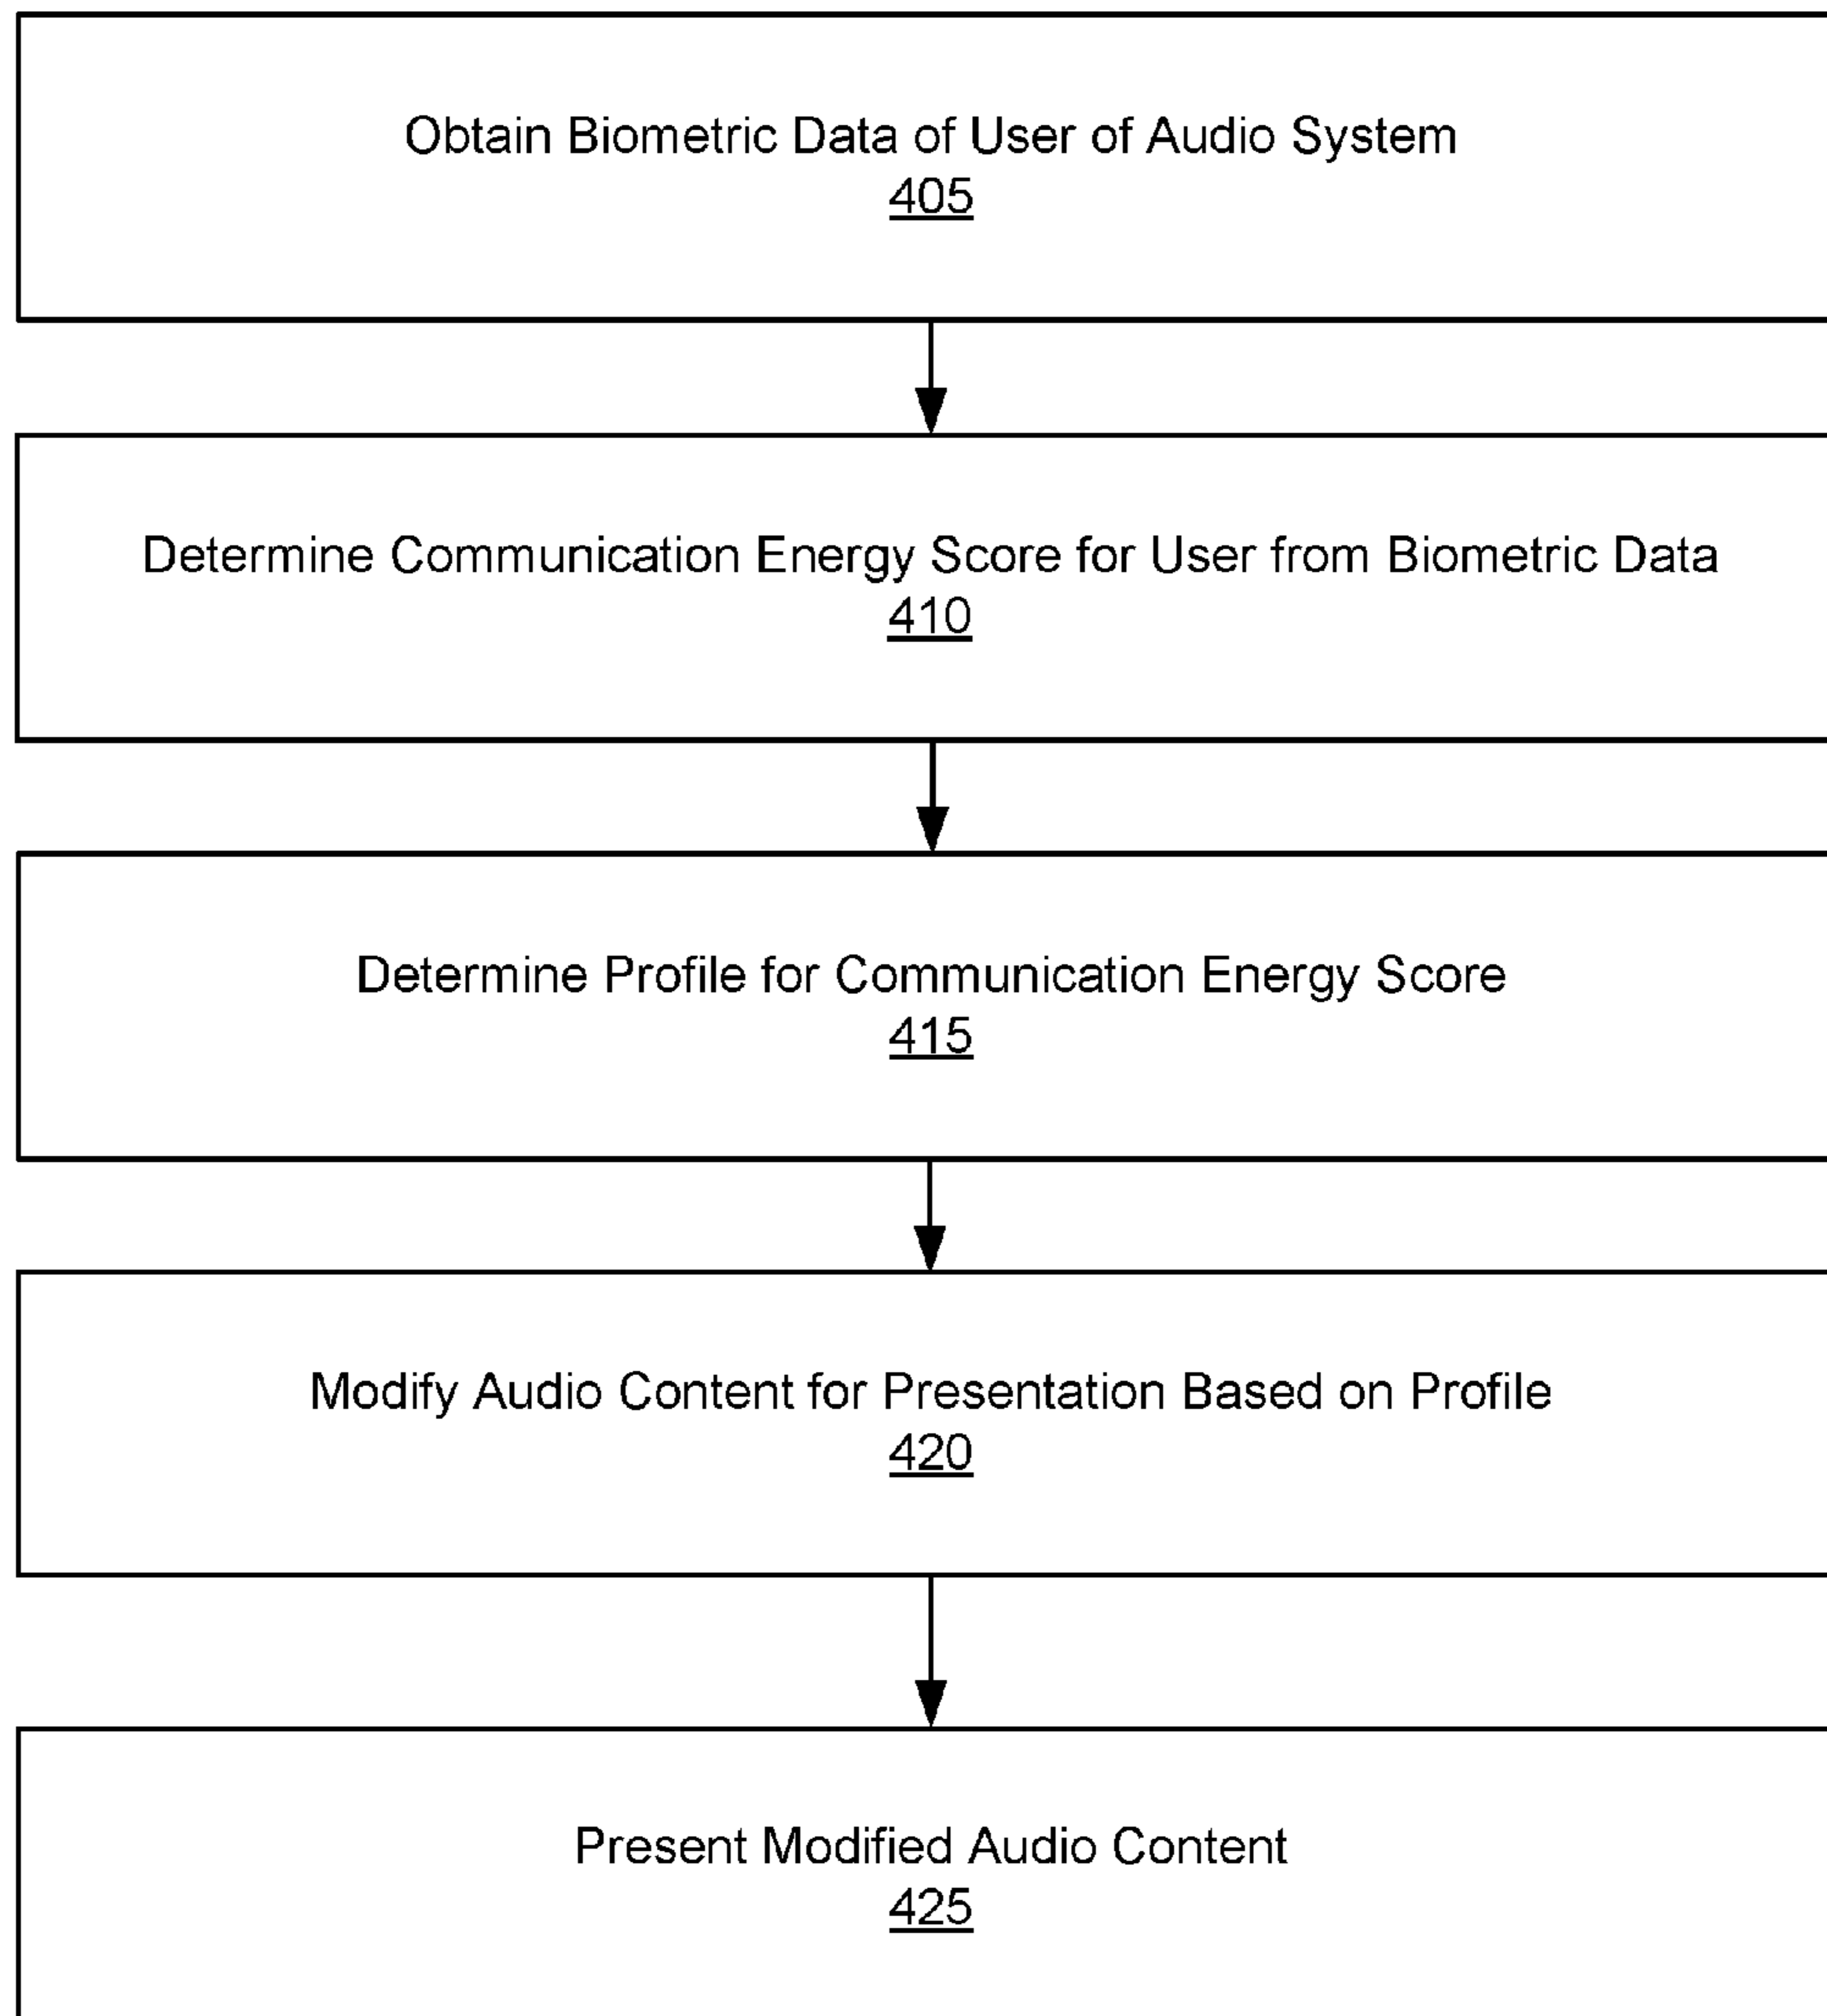 Obtain Biometric Data of User of Audio System
405
Determine Communication Energy Score for User from Biometric Data
410
Determine Profile for Communication Energy Score
415
Modify Audio Content for Presentation Based on Profile
420
Present Modified Audio Content
425